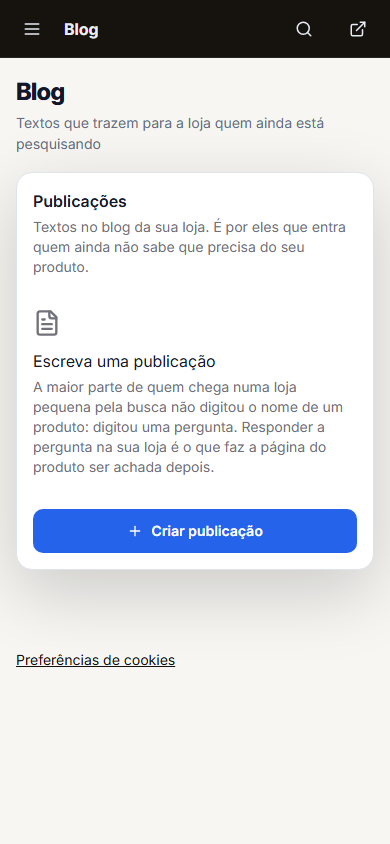 Blog
Blog
Textos que trazem para a loja quem ainda está
pesquisando
Publicações
Textos no blog da sua loja. É por eles que entra
quem ainda não sabe que precisa do seu
produto.
Escreva uma publicação
A maior parte de quem chega numa loja
pequena pela busca não digitou o nome de um
produto: digitou uma pergunta. Responder a
pergunta na sua loja é o que faz a página do
produto ser achada depois.
Criar publicação
Preferências de cookies